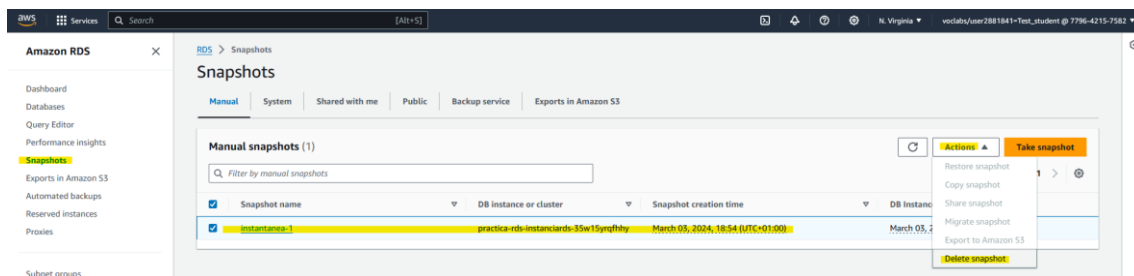 aws Services Search [Alt+S] N. Virginia voclabs/user2881841=Test_student @ 7796-4215-7582
Amazon RDS
RDS > Snapshots
Snapshots
Dashboard
Databases
Query Editor
Performance insights
Snapshots
Exports in Amazon S3
Automated backups
Reserved instances
Proxies
Subnet groups
Manual System Shared with me Public Backup service Exports in Amazon S3
Manual snapshots (1)
Actions Take snapshot
Filter by manual snapshots
1
Restore snapshot
Copy snapshot
Share snapshot
Migrate snapshot
Export to Amazon S3
Delete snapshot
Snapshot name DB instance or cluster Snapshot creation time DB Instanc
instantanea-1 practica-rds-instanciards-35w15yrqfhhy March 03, 2024, 18:54 (UTC+01:00) March 03, 2